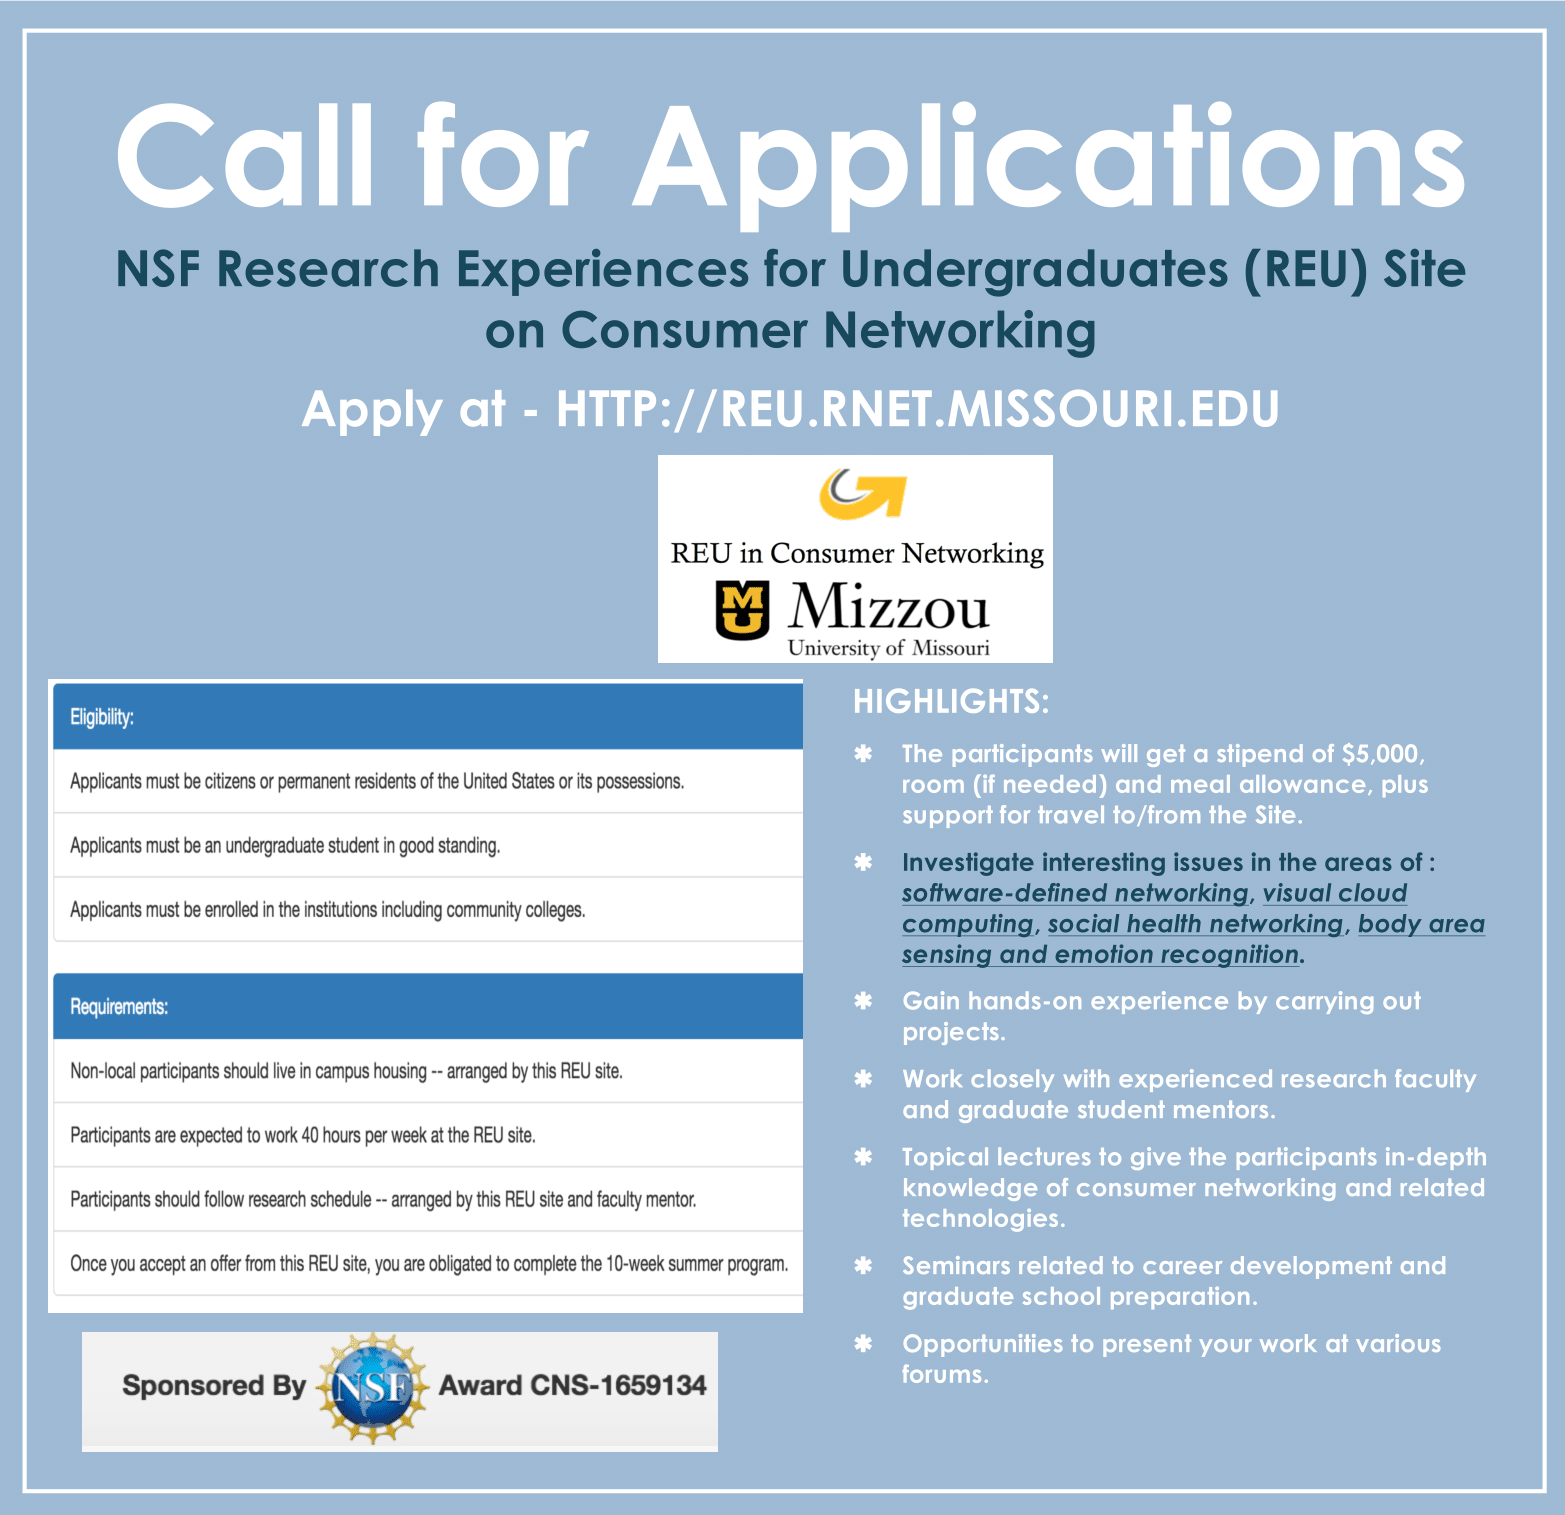 Call for Applications
NSF Research Experiences for Undergraduates (REU) Site
on Consumer Networking
Apply at - HTTP://REU.RNET.MISSOURI.EDU
REU in Consumer Networking
MU
Mizzou
University of Missouri
Eligibility:
Applicants must be citizens or permanent residents of the United States or its possessions.
Applicants must be an undergraduate student in good standing.
Applicants must be enrolled in the institutions including community colleges.
Requirements:
Non-local participants should live in campus housing -- arranged by this REU site.
Participants are expected to work 40 hours per week at the REU site.
Participants should follow research schedule -- arranged by this REU site and faculty mentor.
Once you accept an offer from this REU site, you are obligated to complete the 10-week summer program.
Sponsored By NSF Award CNS-1659134
HIGHLIGHTS:
✱ The participants will get a stipend of $5,000,
room (if needed) and meal allowance, plus
support for travel to/from the Site.
✱ Investigate interesting issues in the areas of :
software-defined networking, visual cloud
computing, social health networking, body area
sensing and emotion recognition.
✱ Gain hands-on experience by carrying out
projects.
✱ Work closely with experienced research faculty
and graduate student mentors.
✱ Topical lectures to give the participants in-depth
knowledge of consumer networking and related
technologies.
✱ Seminars related to career development and
graduate school preparation.
✱ Opportunities to present your work at various
forums.